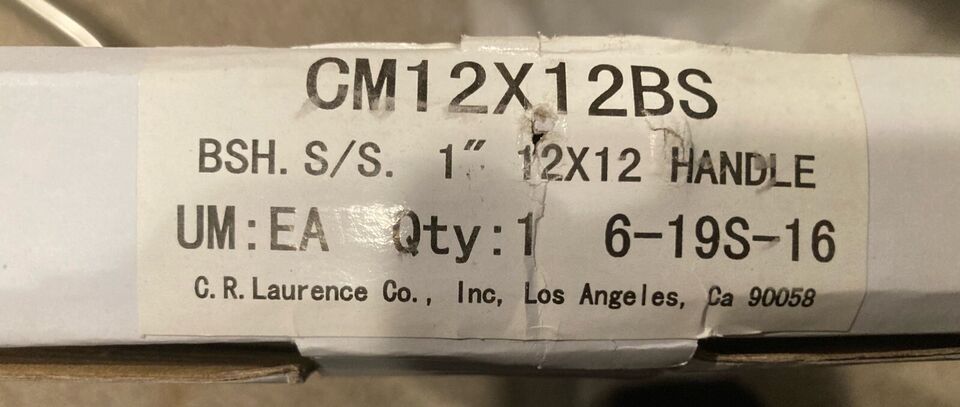 CM12X12BS
BSH. S/S. 1" 12X12 HANDLE
UM:EA Qty:1 6-19S-16
C.R.Laurence Co., Inc, Los Angeles, Ca 90058